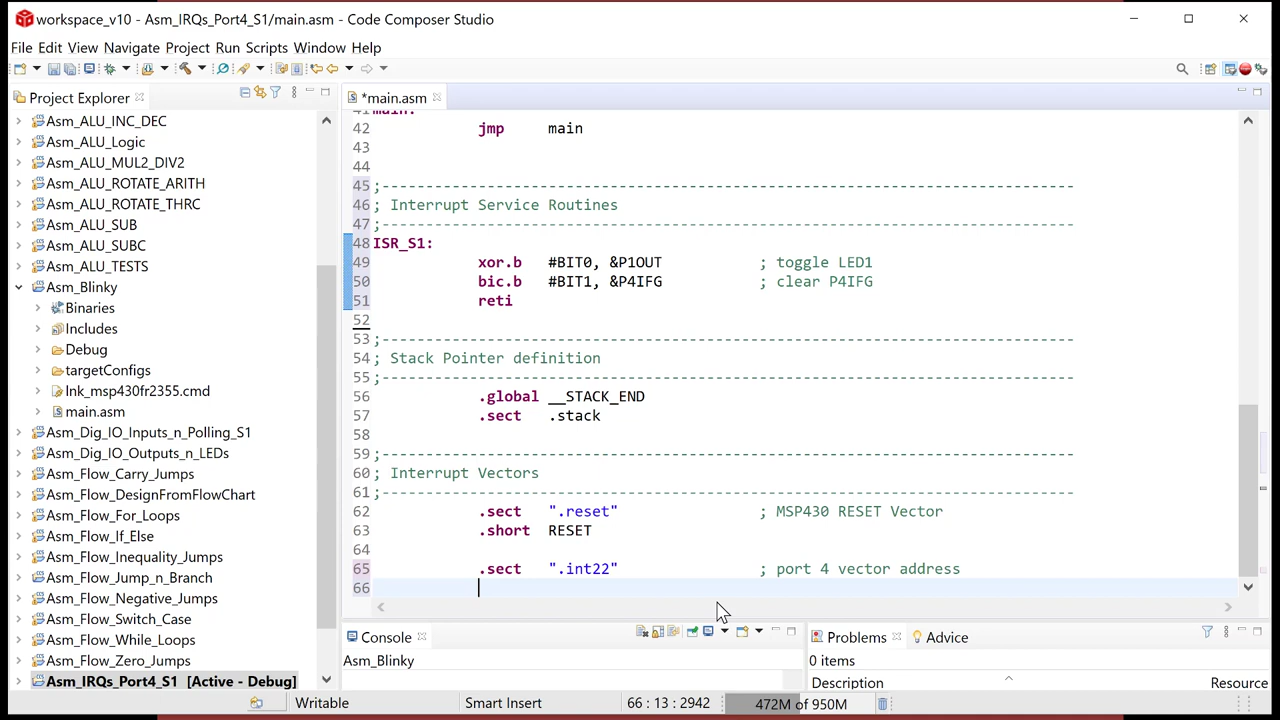 workspace_v10 - Asm_IRQs_Port4_S1/main.asm - Code Composer Studio
File Edit View Navigate Project Run Scripts Window Help
Project Explorer
Asm_ALU_INC_DEC
Asm_ALU_Logic
Asm_ALU_MUL2_DIV2
Asm_ALU_ROTATE_ARITH
Asm_ALU_ROTATE_THRC
Asm_ALU_SUB
Asm_ALU_SUBC
Asm_ALU_TESTS
Asm_Blinky
Binaries
Includes
Debug
targetConfigs
lnk_msp430fr2355.cmd
main.asm
Asm_Dig_IO_Inputs_n_Polling_S1
Asm_Dig_IO_Outputs_n_LEDs
Asm_Flow_Carry_Jumps
Asm_Flow_DesignFromFlowChart
Asm_Flow_For_Loops
Asm_Flow_If_Else
Asm_Flow_Inequality_Jumps
Asm_Flow_Jump_n_Branch
Asm_Flow_Negative_Jumps
Asm_Flow_Switch_Case
Asm_Flow_While_Loops
Asm_Flow_Zero_Jumps
Asm_IRQs_Port4_S1 [Active - Debug]
*main.asm
41 main:
42 jmp main
43
44
45 ;-------------------------------------------------------------------------------
46 ; Interrupt Service Routines
47 ;-------------------------------------------------------------------------------
48 ISR_S1:
49 xor.b #BIT0, &P1OUT ; toggle LED1
50 bic.b #BIT1, &P4IFG ; clear P4IFG
51 reti
52
53 ;-------------------------------------------------------------------------------
54 ; Stack Pointer definition
55 ;-------------------------------------------------------------------------------
56 .global __STACK_END
57 .sect .stack
58
59 ;-------------------------------------------------------------------------------
60 ; Interrupt Vectors
61 ;-------------------------------------------------------------------------------
62 .sect ".reset" ; MSP430 RESET Vector
63 .short RESET
64
65 .sect ".int22" ; port 4 vector address
66
Console
Asm_Blinky
Problems Advice
0 items
Description Resource
Writable Smart Insert 66 : 13 : 2942 472M of 950M